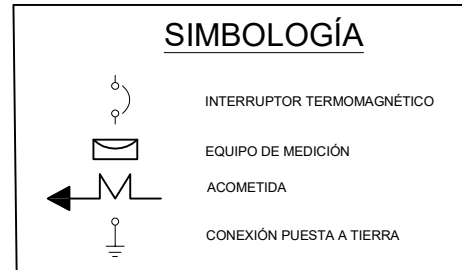 SIMBOLOGÍA
INTERRUPTOR TERMOMAGNÉTICO
EQUIPO DE MEDICIÓN
ACOMETIDA
CONEXIÓN PUESTA A TIERRA